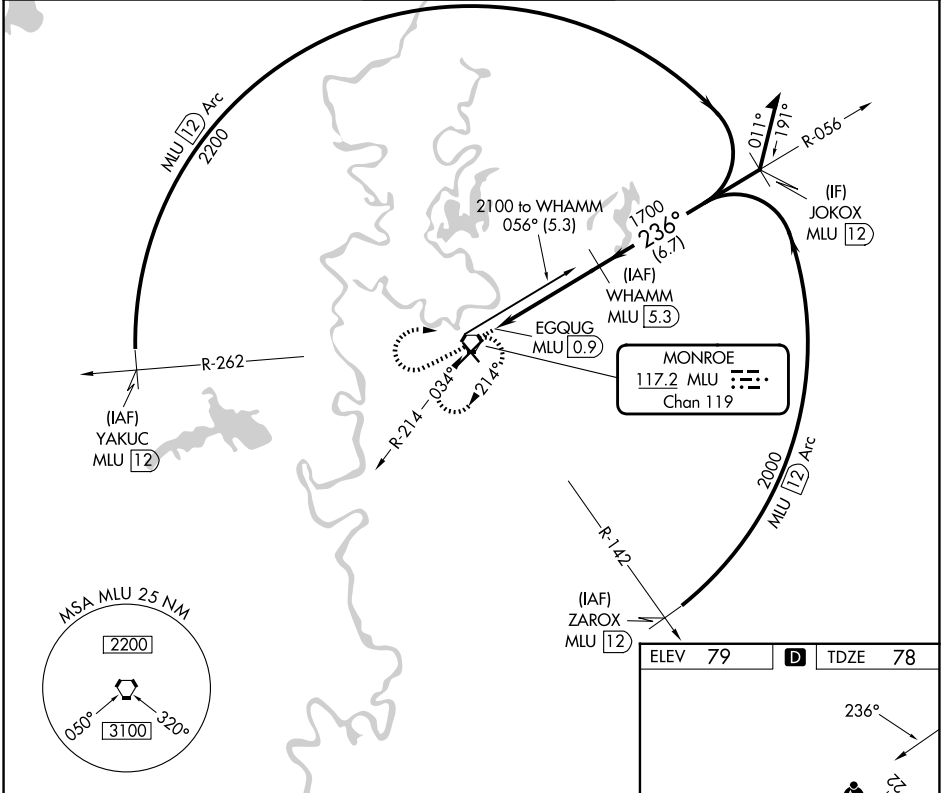 MLU 12 Arc
2200
011°
191°
R-056
(IF)
JOKOX
MLU 12
2100 to WHAMM
056° (5.3)
1700
236°
(6.7)
(IAF)
WHAMM
MLU 5.3
EGQUG
MLU 0.9
MONROE
117.2 MLU
Chan 119
R-262
(IAF)
YAKUC
MLU 12
R-214
034°
214°
2000
MLU 12 Arc
R-142
(IAF)
ZAROX
MLU 12
MSA MLU 25 NM
2200
050°
320°
3100
ELEV 79
D
TDZE 78
236°
22